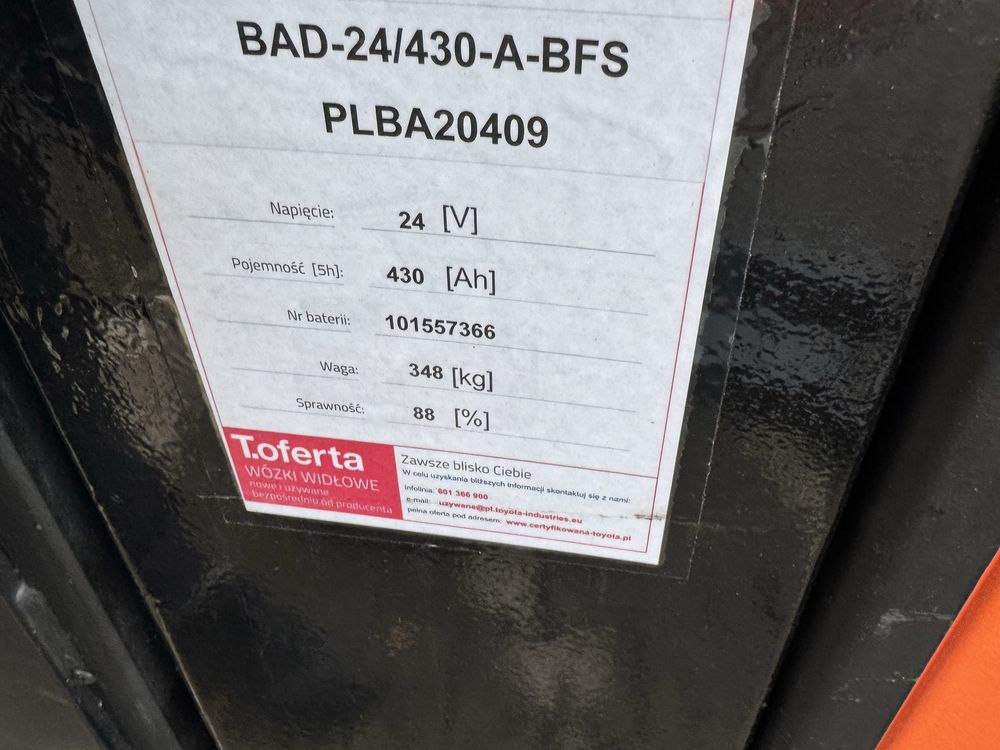 BAD-24/430-A-BFS
PLBA20409
Napięcie: 24 [V]
Pojemność [5h]: 430 [Ah]
Nr baterii: 101557366
Waga: 348 [kg]
Sprawność: 88 [%]
T.oferta
WÓZKI WIDŁOWE
nowe i używane
bezpośrednio od producenta
Zawsze blisko Ciebie
W celu uzyskania bliższych informacji skontaktuj się z nami:
infolinia: 601 366 900
e-mail: uzywane@pl.toyota-industries.eu
pełna oferta pod adresem: www.certyfikowana-toyota.pl